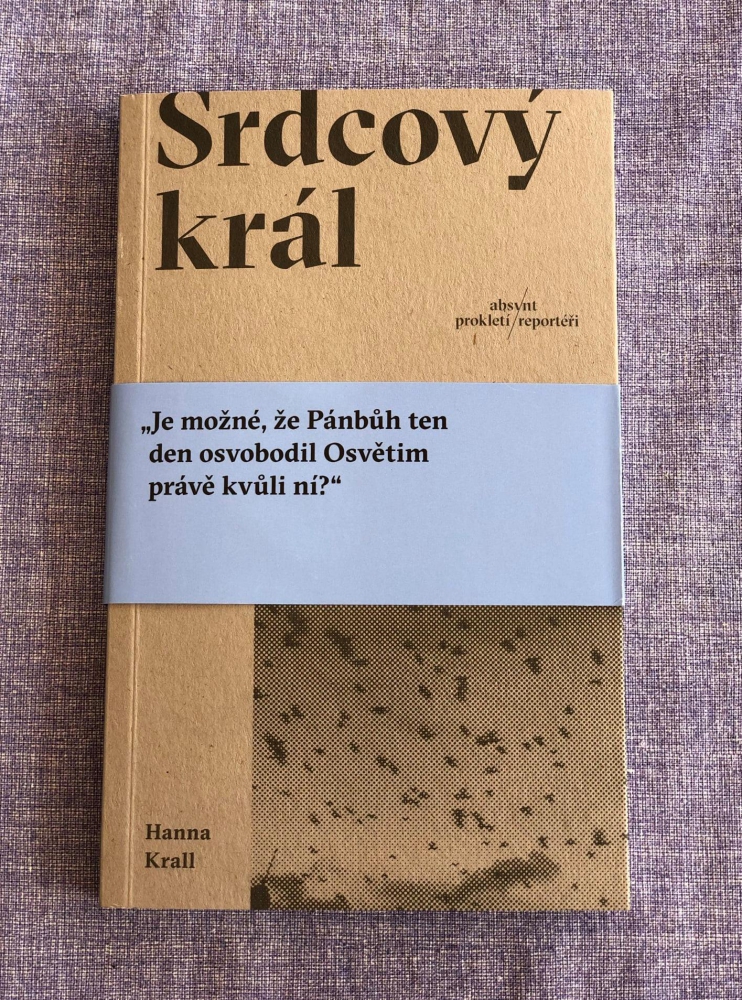 Srdcový
král
absynt
prokletí/reportéři
„Je možné, že Pánbůh ten
den osvobodil Osvětim
právě kvůli ní?“
Hanna
Krall